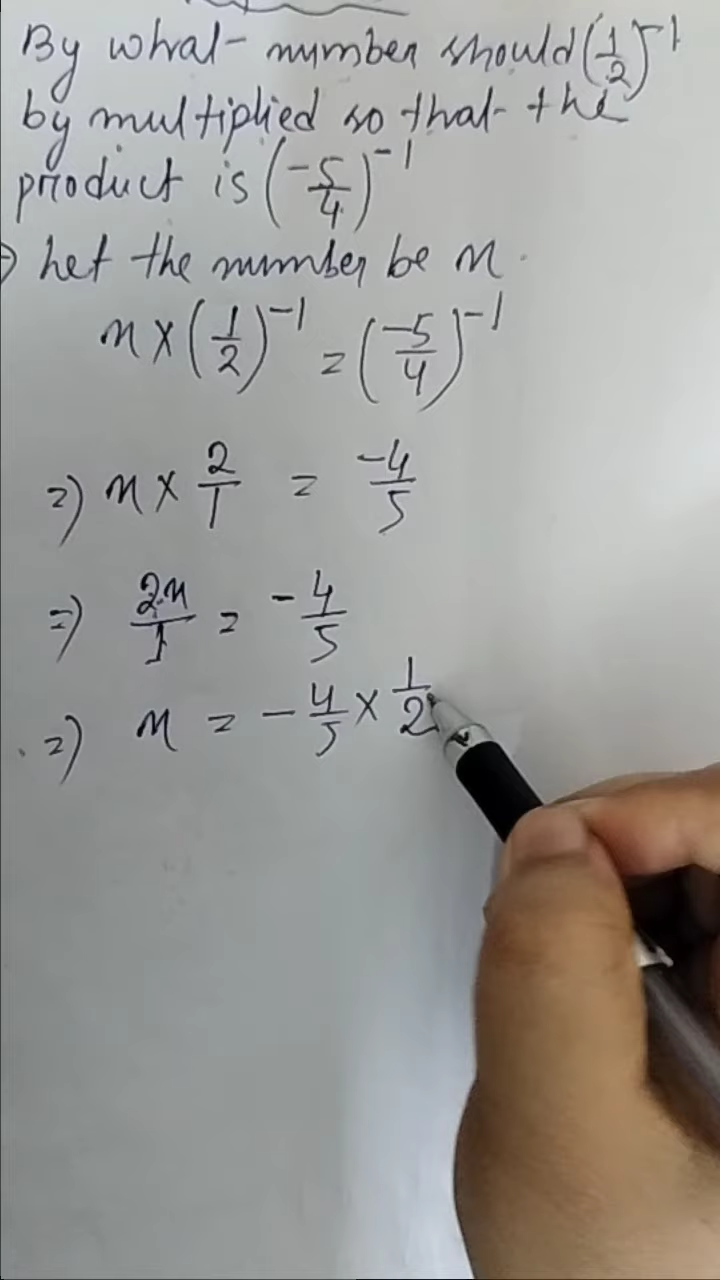 By what number should (1/2)^-1
by multiplied so that the
product is (-5/4)^-1
=> Let the number be x.
x × (1/2)^-1 = (-5/4)^-1
=> x × 2/1 = -4/5
=> 2x/1 = -4/5
=> x = -4/5 × 1/2